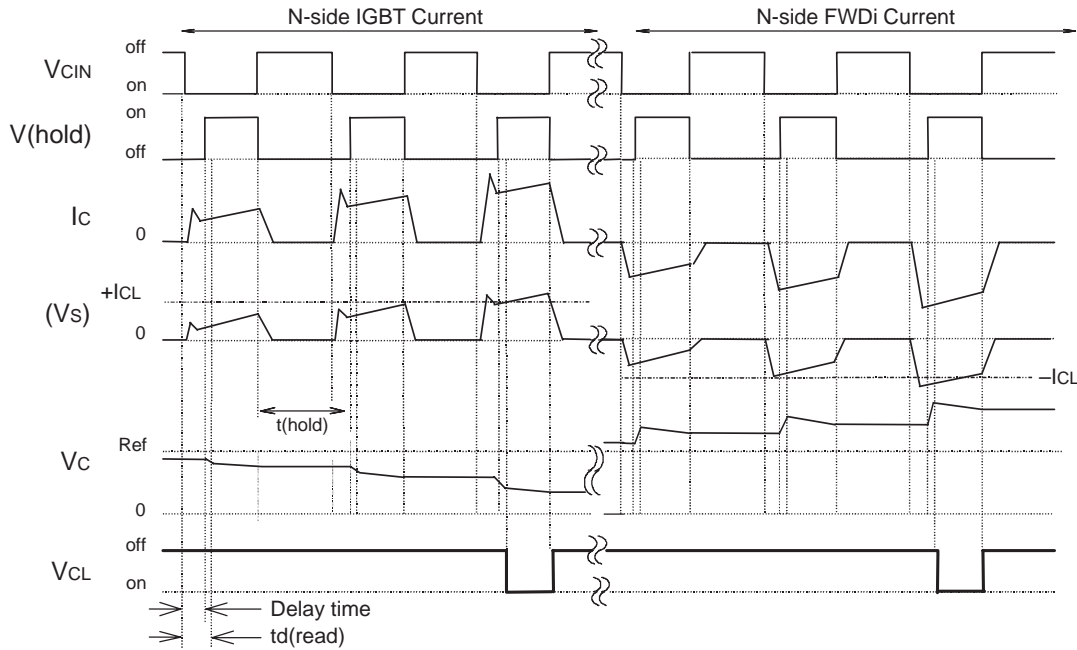 N-side IGBT Current
N-side FWDi Current
off
VCIN
on
on
V(hold)
off
IC
0
+ICL
(VS)
0
–ICL
t(hold)
Ref
VC
0
off
VCL
on
Delay time
td(read)